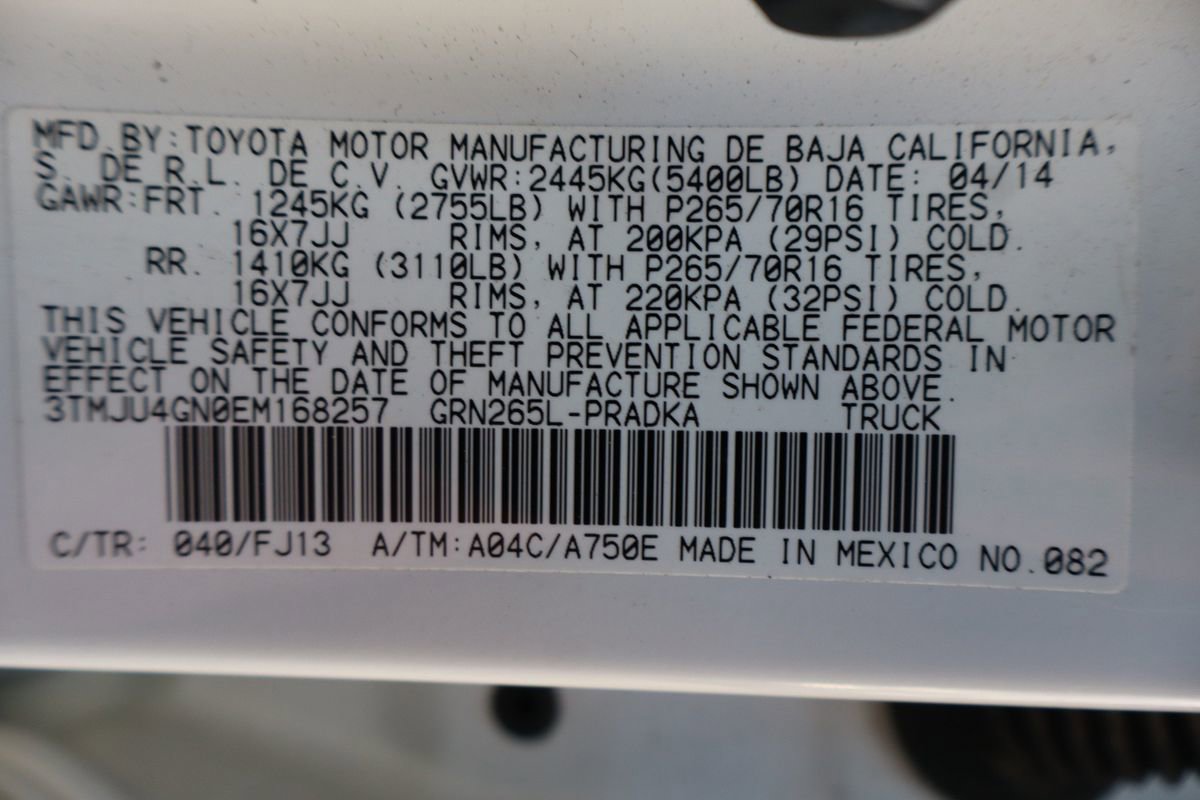 MFD.BY:TOYOTA MOTOR MANUFACTURING DE BAJA CALIFORNIA,
S. DE R.L. DE C.V. GVWR:2445KG(5400LB) DATE: 04/14
GAWR:FRT. 1245KG (2755LB) WITH P265/70R16 TIRES,
16X7JJ RIMS, AT 200KPA (29PSI) COLD.
RR. 1410KG (3110LB) WITH P265/70R16 TIRES,
16X7JJ RIMS, AT 220KPA (32PSI) COLD.
THIS VEHICLE CONFORMS TO ALL APPLICABLE FEDERAL MOTOR
VEHICLE SAFETY AND THEFT PREVENTION STANDARDS IN
EFFECT ON THE DATE OF MANUFACTURE SHOWN ABOVE.
3TMJU4GN0EM168257 GRN265L-PRADKA TRUCK
C/TR: 040/FJ13 A/TM:A04C/A750E MADE IN MEXICO NO.082